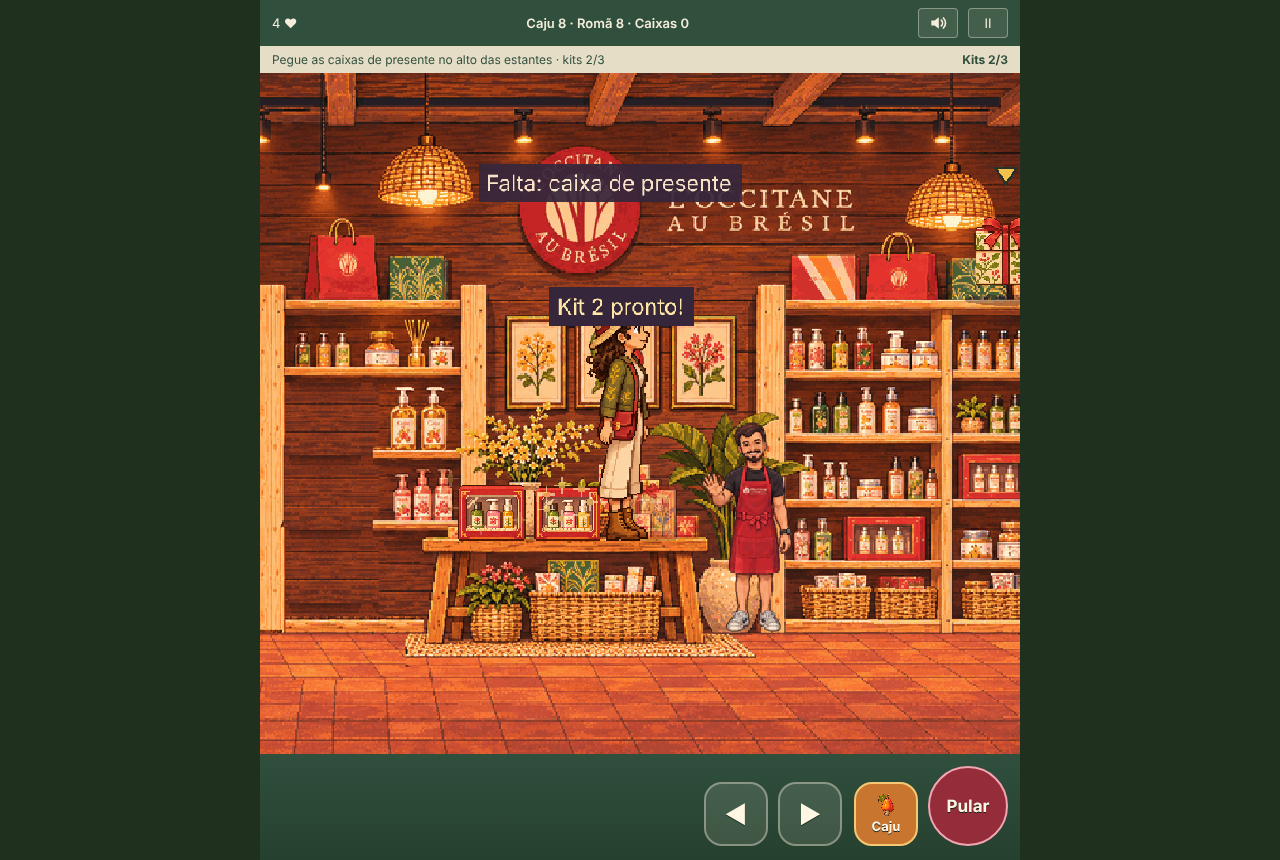 4 ♥
Caju 8 · Romã 8 · Caixas 0
Pegue as caixas de presente no alto das estantes · kits 2/3
Kits 2/3
Falta: caixa de presente
L'OCCITANE
AU BRÉSIL
AU BRÉSIL
Kit 2 pronto!
Caju
Pular